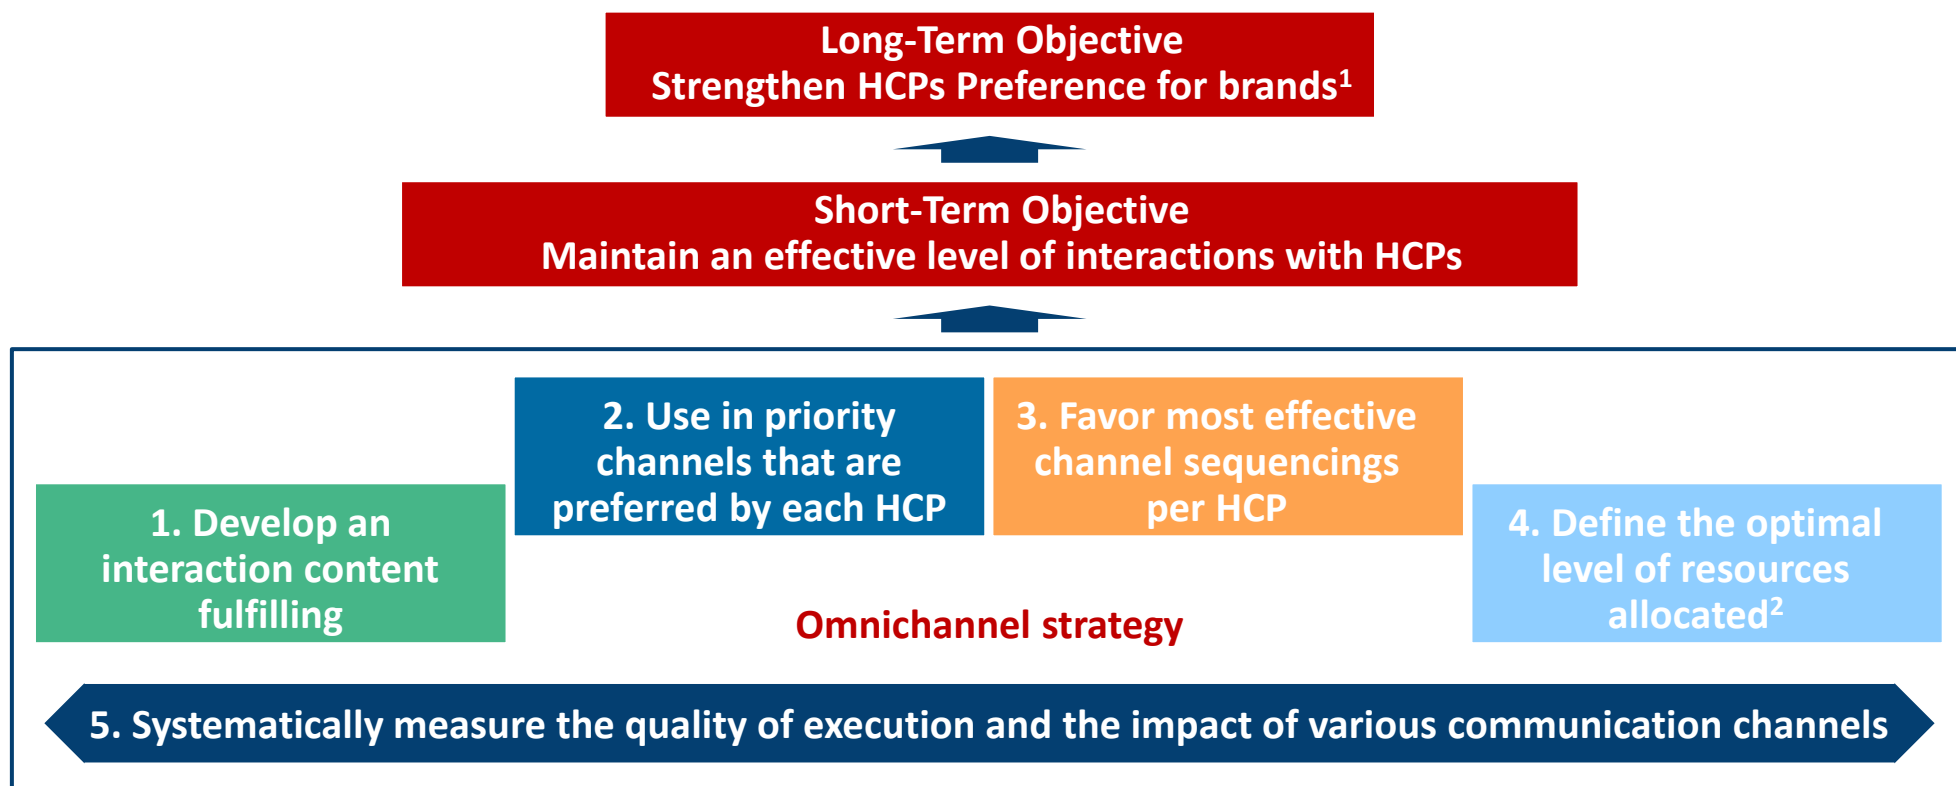 Long-Term Objective
Strengthen HCPs Preference for brands¹
Short-Term Objective
Maintain an effective level of interactions with HCPs
1. Develop an
interaction content
fulfilling
2. Use in priority
channels that are
preferred by each HCP
3. Favor most effective
channel sequencings
per HCP
4. Define the optimal
level of resources
allocated²
Omnichannel strategy
5. Systematically measure the quality of execution and the impact of various communication channels